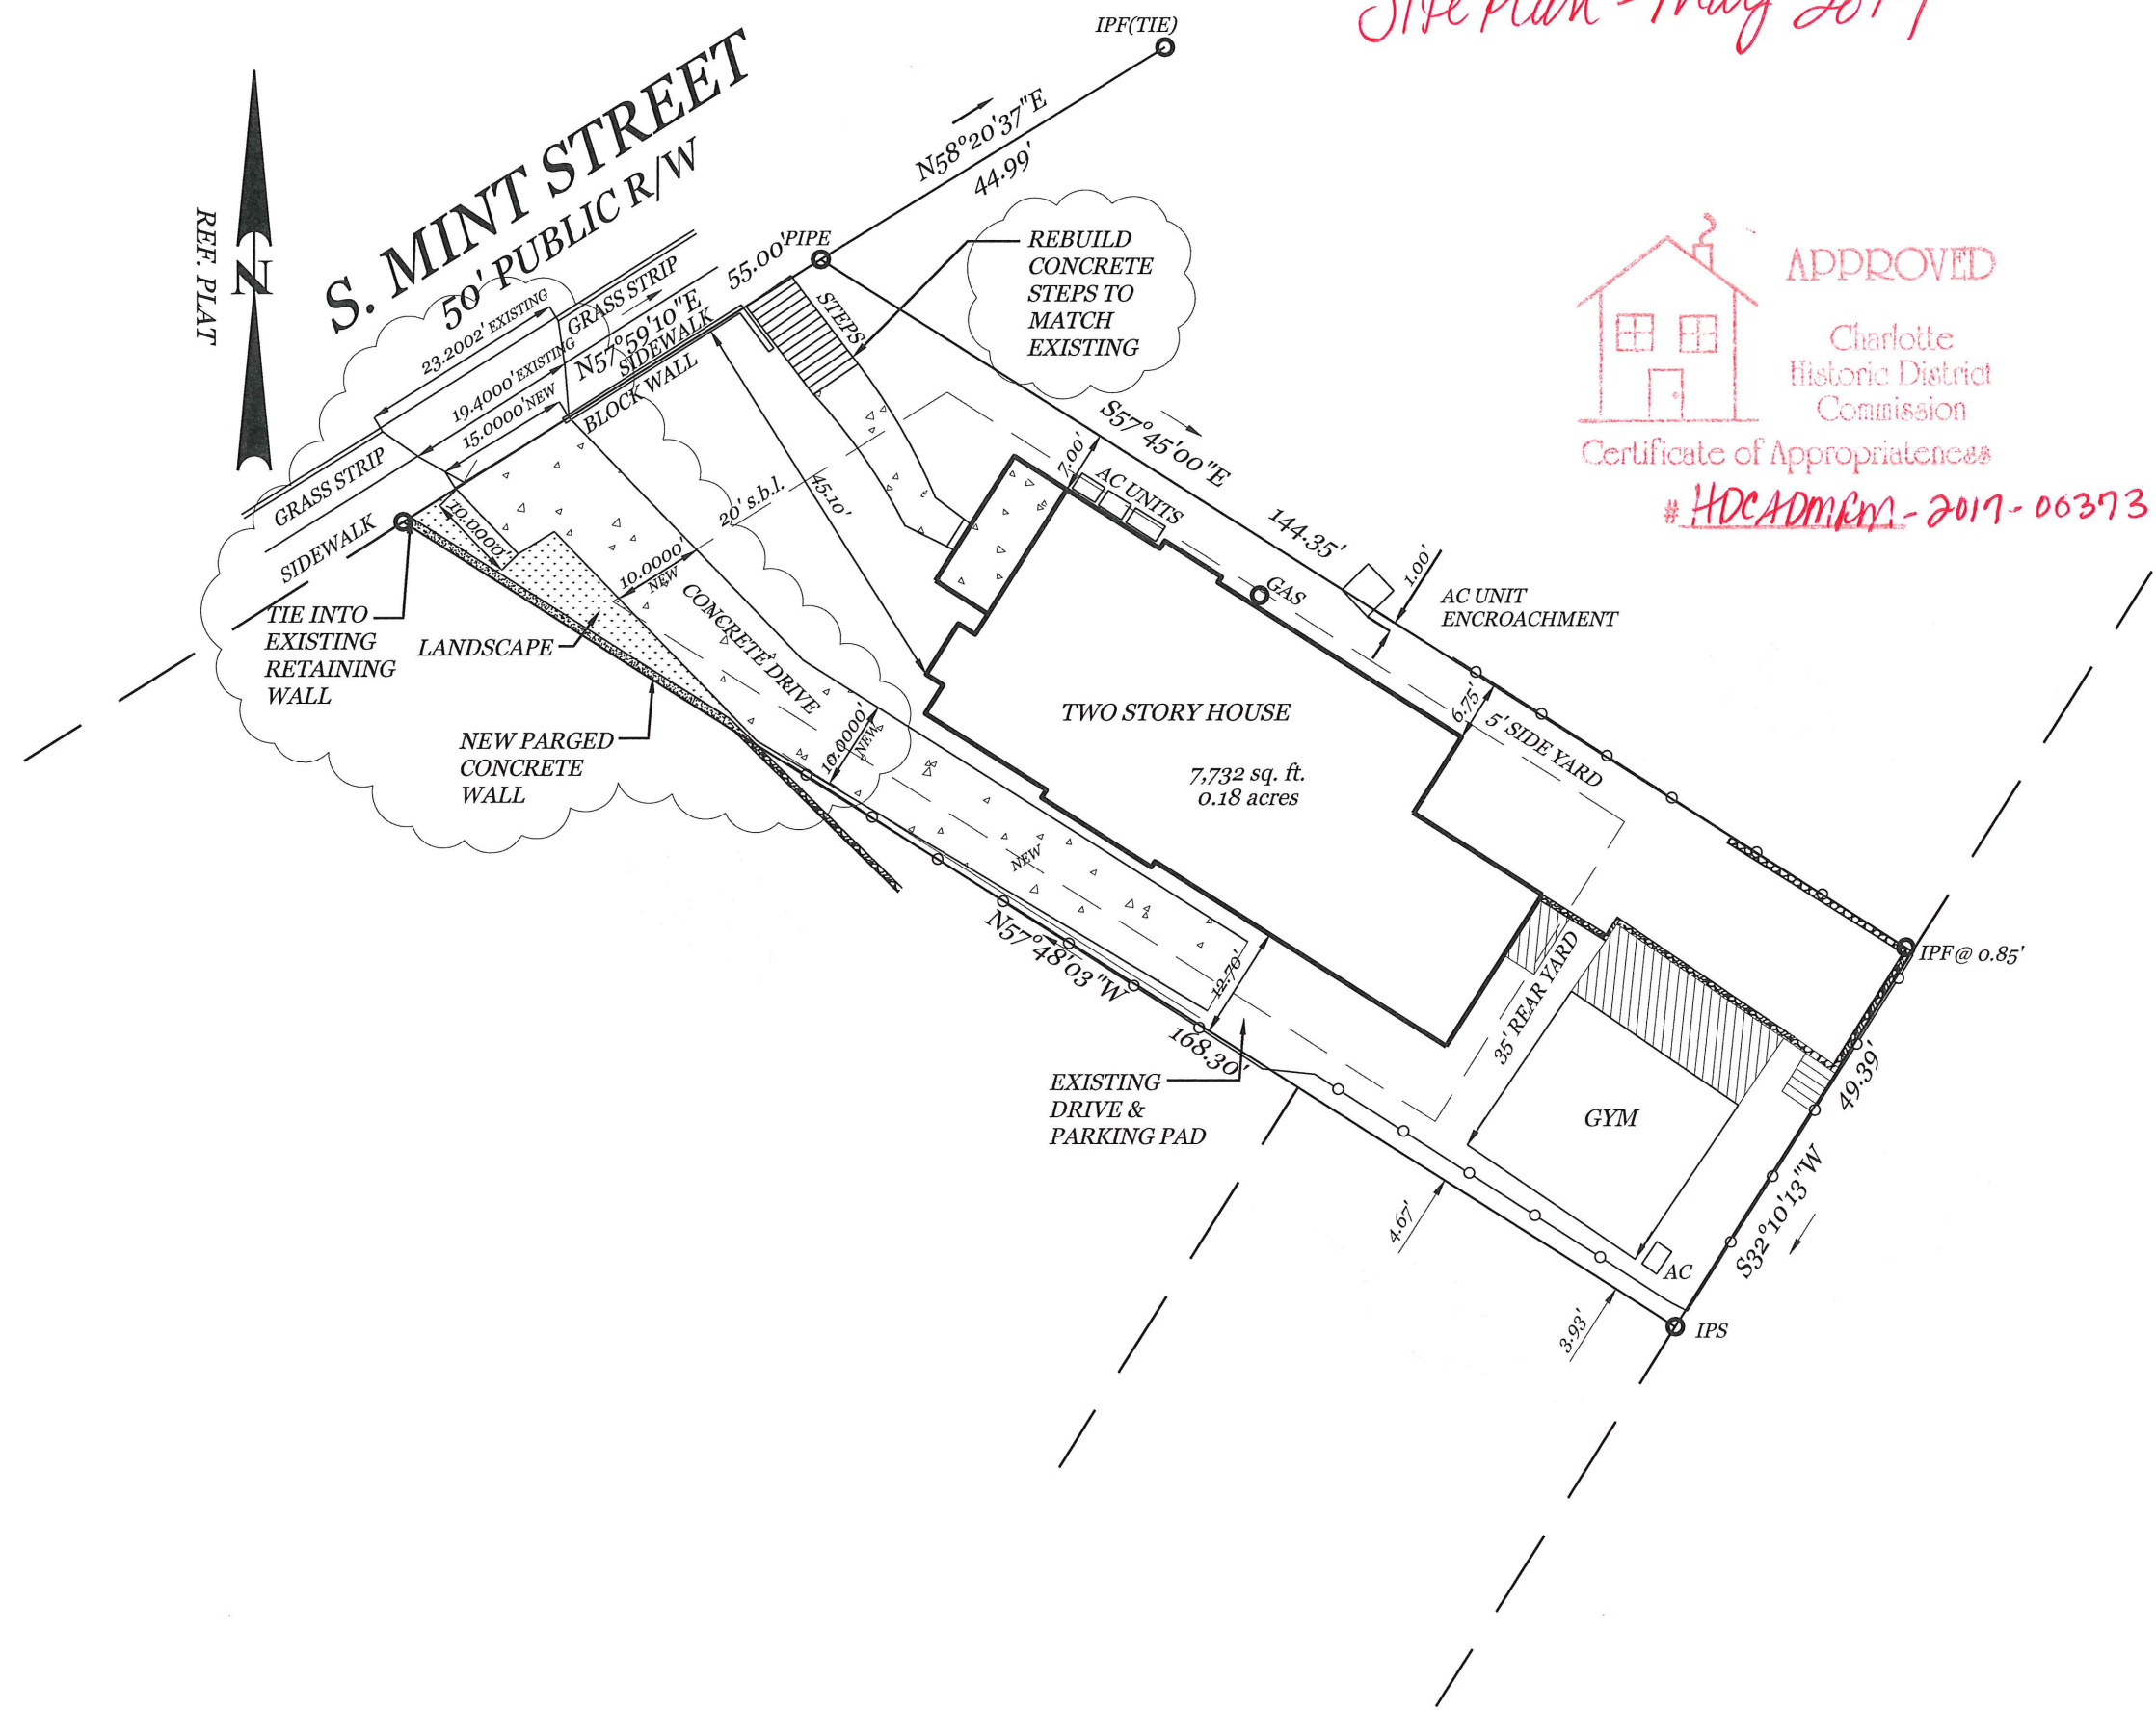 Site Plan - May 2017
IPF(TIE)
N58°20'37"E
44.99'
S. MINT STREET
50' PUBLIC R/W
REF. PLAT
N
PIPE
55.00'
N57°59'10"E
GRASS STRIP
SIDEWALK
BLOCK WALL
STEPS
REBUILD
CONCRETE
STEPS TO
MATCH
EXISTING
APPROVED
Charlotte
Historic District
Commission
Certificate of Appropriateness
# HDCADMRM-2017-00373
23.2002' EXISTING
19.4000' EXISTING
15.0000' NEW
GRASS STRIP
SIDEWALK
10.0000'
10.0000'
NEW
20' s.b.l.
45.10'
7.00'
AC UNITS
S57°45'00"E
144.35'
GAS
1.00'
AC UNIT
ENCROACHMENT
TIE INTO
EXISTING
RETAINING
WALL
LANDSCAPE
CONCRETE DRIVE
NEW PARGED
CONCRETE
WALL
10.0000'
NEW
TWO STORY HOUSE
7,732 sq. ft.
0.18 acres
6.75'
5' SIDE YARD
NEW
N57°48'03"W
168.30'
12.70'
35' REAR YARD
IPF@ 0.85'
EXISTING
DRIVE &
PARKING PAD
GYM
49.39'
S32°10'13"W
4.67'
AC
3.93'
IPS